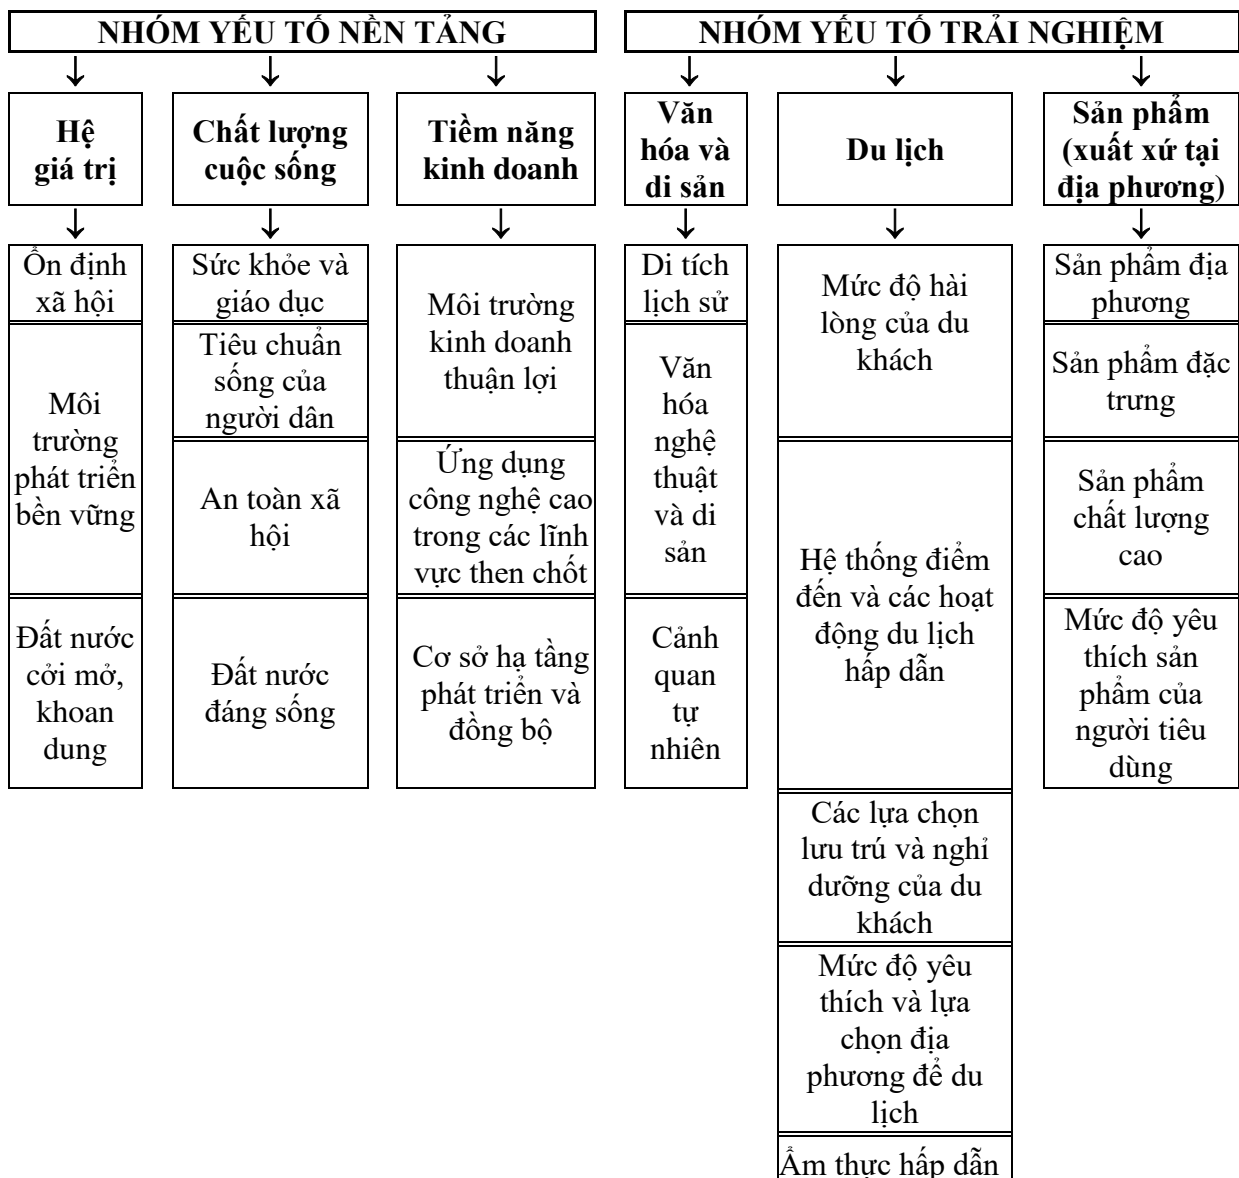 NHÓM YẾU TỐ NỀN TẢNG
NHÓM YẾU TỐ TRẢI NGHIỆM
Hệ
giá trị
Chất lượng
cuộc sống
Tiềm năng
kinh doanh
Văn
hóa và
di sản
Du lịch
Sản phẩm
(xuất xứ tại
địa phương)
Ổn định
xã hội
Môi
trường
phát triển
bền vững
Đất nước
cởi mở,
khoan
dung
Sức khỏe và
giáo dục
Tiêu chuẩn
sống của
người dân
An toàn xã
hội
Đất nước
đáng sống
Môi trường
kinh doanh
thuận lợi
Ứng dụng
công nghệ cao
trong các lĩnh
vực then chốt
Cơ sở hạ tầng
phát triển và
đồng bộ
Di tích
lịch sử
Văn
hóa
nghệ
thuật
và di
sản
Cảnh
quan
tự
nhiên
Mức độ hài
lòng của du
khách
Hệ thống điểm
đến và các hoạt
động du lịch
hấp dẫn
Các lựa chọn
lưu trú và nghỉ
dưỡng của du
khách
Mức độ yêu
thích và lựa
chọn địa
phương để du
lịch
Ẩm thực hấp dẫn
Sản phẩm địa
phương
Sản phẩm đặc
trưng
Sản phẩm
chất lượng
cao
Mức độ yêu
thích sản
phẩm của
người tiêu
dùng